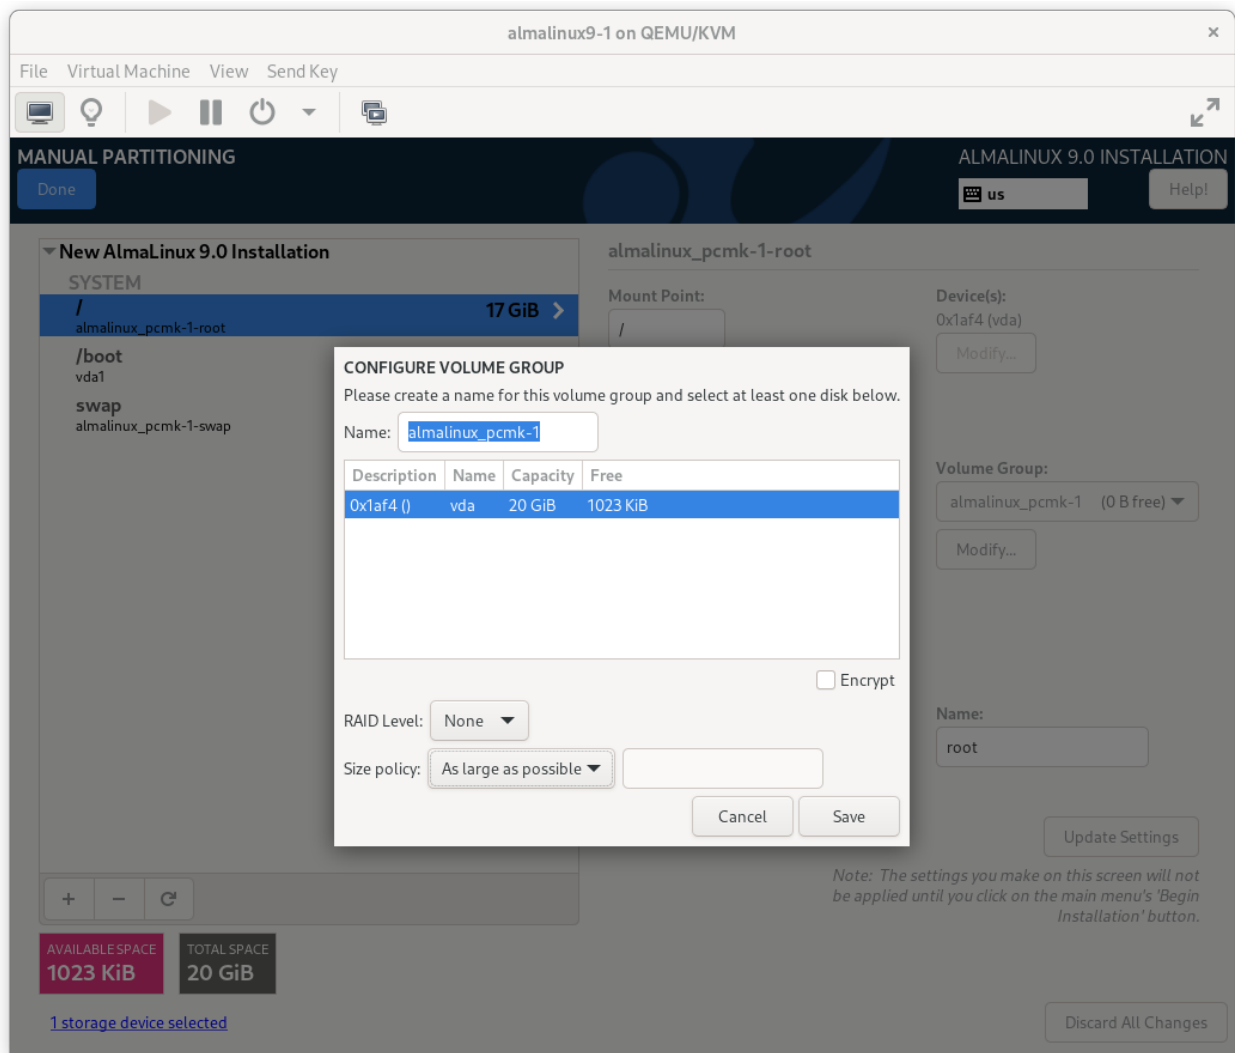 almalinux9-1 on QEMU/KVM
File Virtual Machine View Send Key
MANUAL PARTITIONING
ALMALINUX 9.0 INSTALLATION
Done
us
Help!
New AlmaLinux 9.0 Installation
SYSTEM
/
17 GiB
almalinux_pcmk-1-root
/boot
vda1
swap
almalinux_pcmk-1-swap
almalinux_pcmk-1-root
Mount Point:
/
Device(s):
0x1af4 (vda)
Modify...
CONFIGURE VOLUME GROUP
Please create a name for this volume group and select at least one disk below.
Name: almalinux_pcmk-1
Description Name Capacity Free
0x1af4 () vda 20 GiB 1023 KiB
Encrypt
RAID Level: None
Size policy: As large as possible
Cancel Save
Volume Group:
almalinux_pcmk-1 (0 B free)
Modify...
Name:
root
Update Settings
Note: The settings you make on this screen will not
be applied until you click on the main menu's 'Begin
Installation' button.
AVAILABLE SPACE
1023 KiB
TOTAL SPACE
20 GiB
1 storage device selected
Discard All Changes